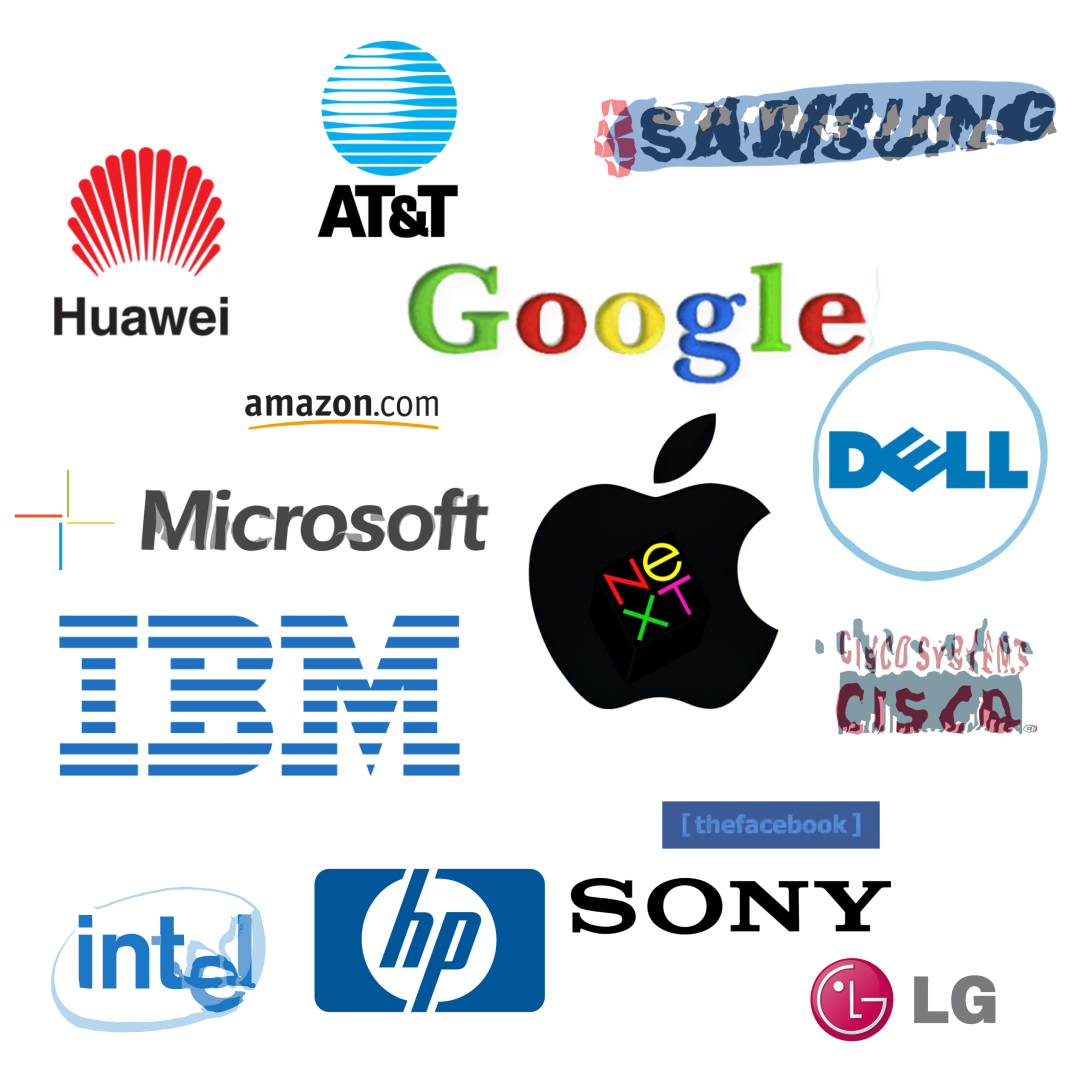 AT&T
SAMSUNG
Huawei
Google
amazon.com
DELL
Microsoft
NeXT
IBM
CISCO SYSTEMS
CISCO
[ thefacebook ]
intel
hp
SONY
LG